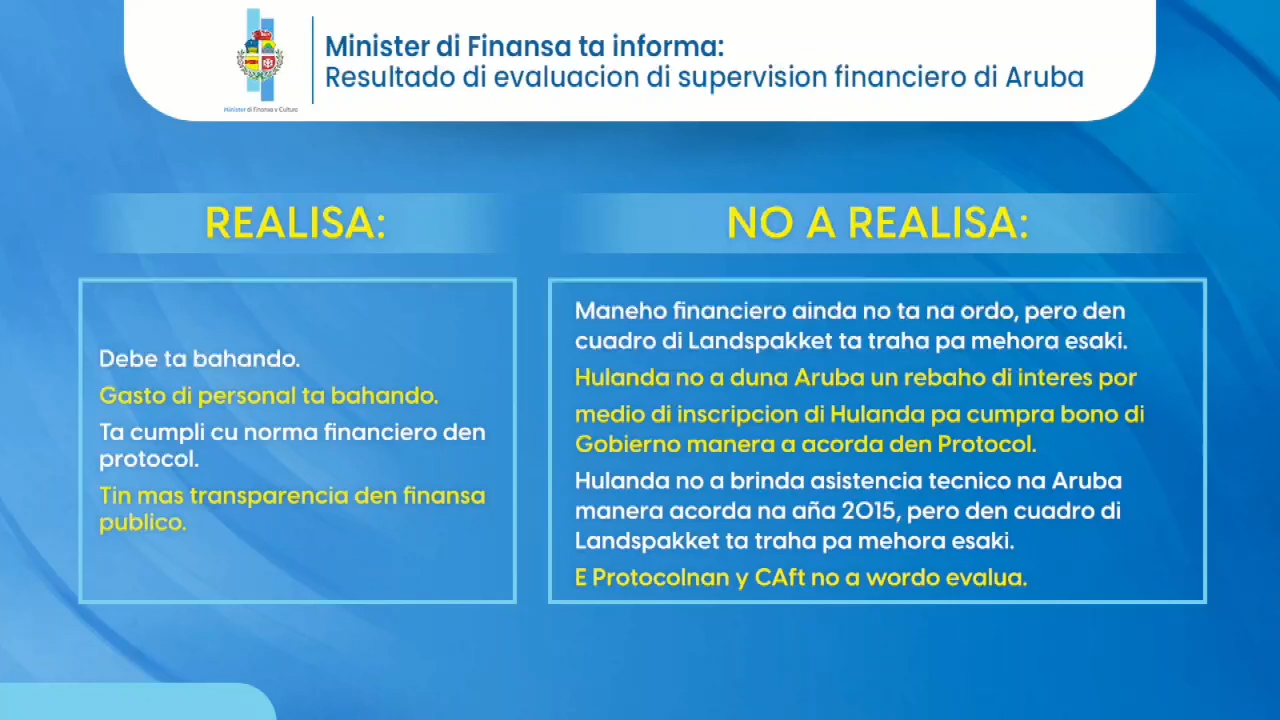 Minister di Finansa ta informa:
Resultado di evaluacion di supervision financiero di Aruba
Minister di Finansa y Cultura
REALISA:
Debe ta bahando.
Gasto di personal ta bahando.
Ta cumpli cu norma financiero den
protocol.
Tin mas transparencia den finansa
publico.
NO A REALISA:
Maneho financiero ainda no ta na ordo, pero den
cuadro di Landspakket ta traha pa mehora esaki.
Hulanda no a duna Aruba un rebaho di interes por
medio di inscripcion di Hulanda pa cumpra bono di
Gobierno manera a acorda den Protocol.
Hulanda no a brinda asistencia tecnico na Aruba
manera acorda na aña 2015, pero den cuadro di
Landspakket ta traha pa mehora esaki.
E Protocolnan y CAft no a wordo evalua.